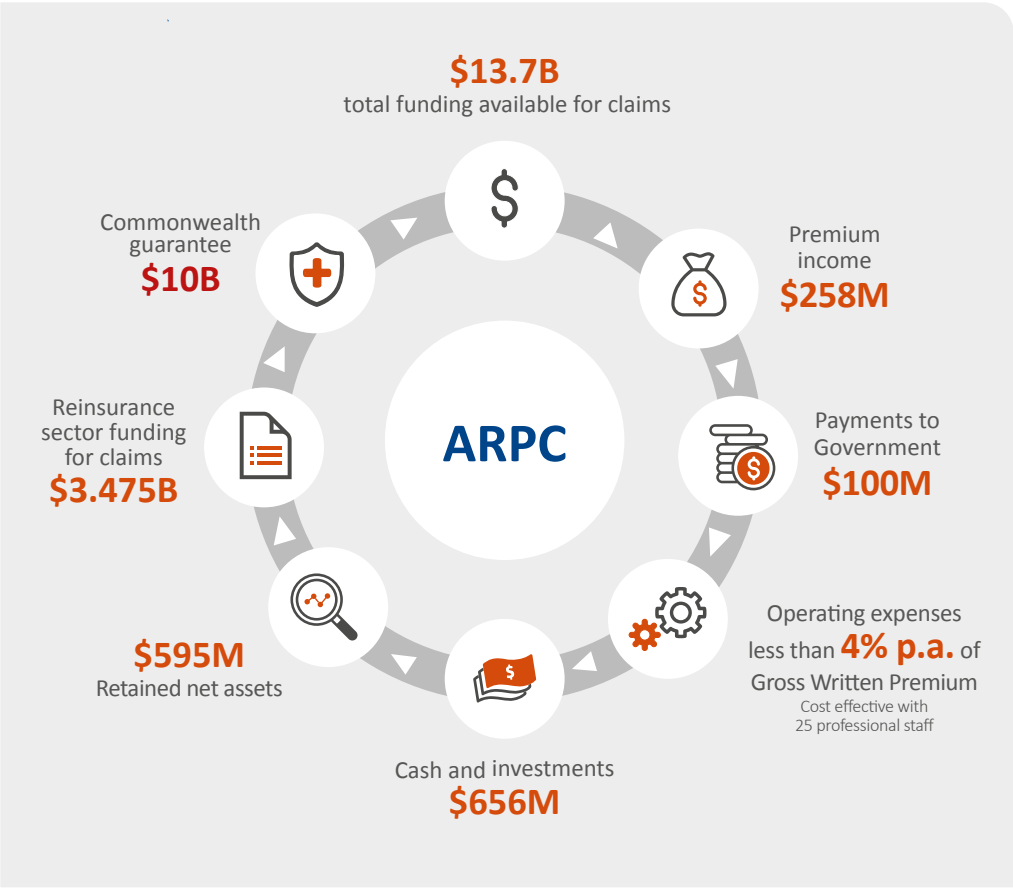 $13.7B
total funding available for claims
Commonwealth
guarantee
$10B
Premium
income
$258M
Reinsurance
sector funding
for claims
$3.475B
ARPC
Payments to
Government
$100M
$595M
Retained net assets
Operating expenses
less than 4% p.a. of
Gross Written Premium
Cost effective with
25 professional staff
Cash and investments
$656M